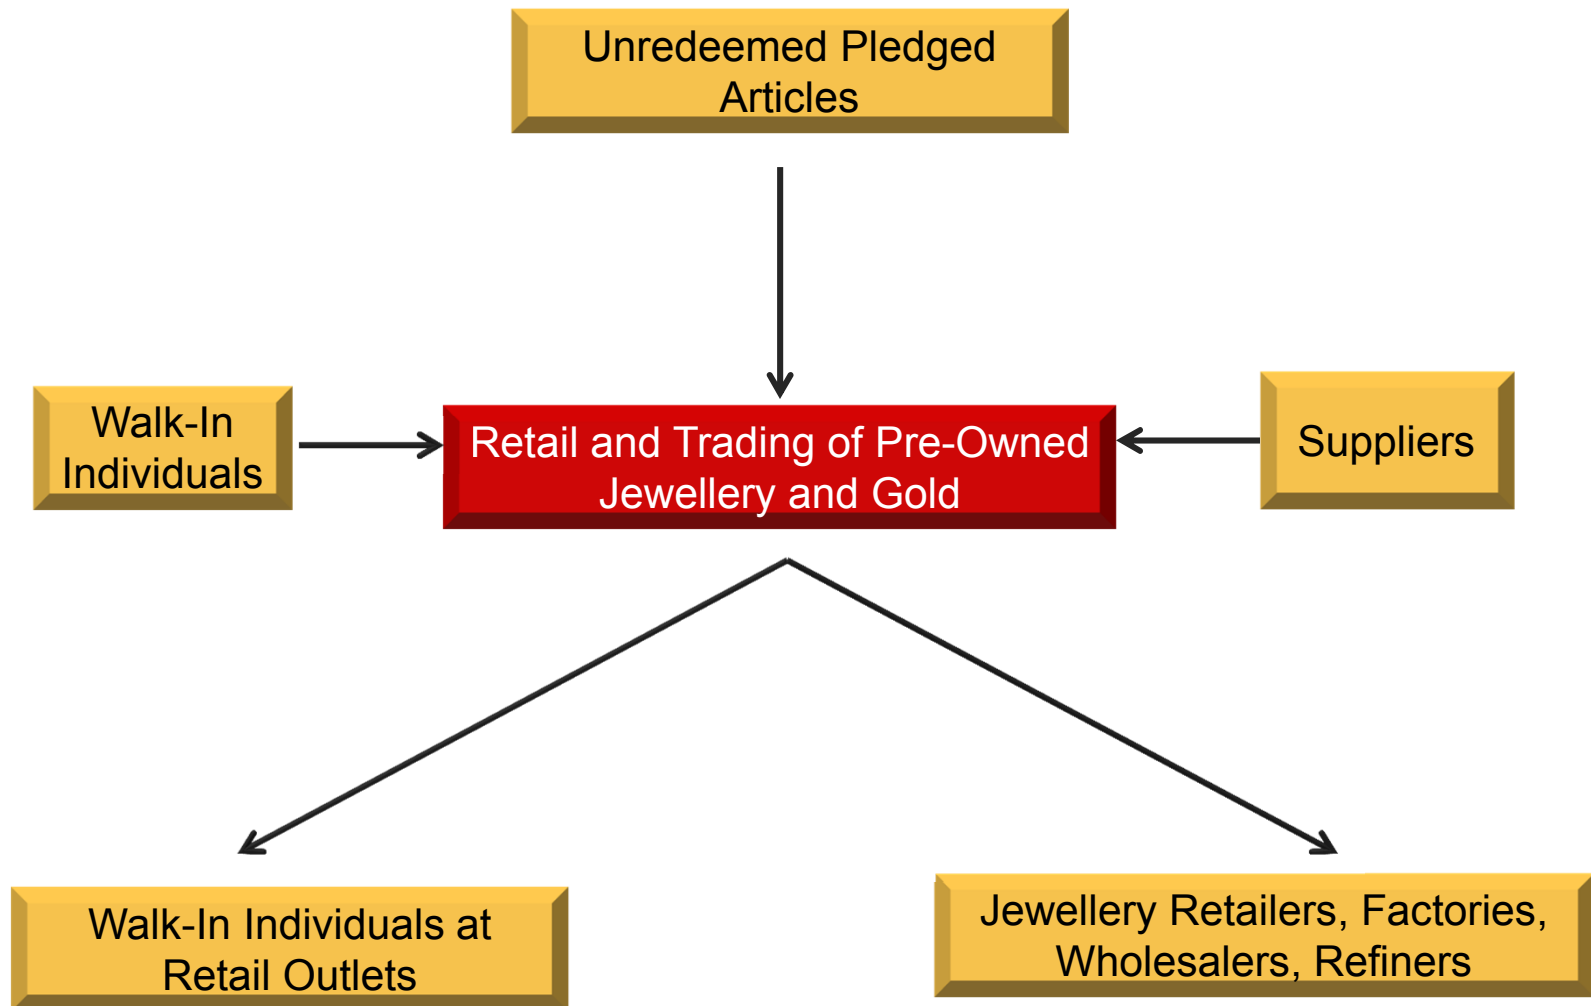 Unredeemed Pledged
Articles
Walk-In
Individuals
Retail and Trading of Pre-Owned
Jewellery and Gold
Suppliers
Walk-In Individuals at
Retail Outlets
Jewellery Retailers, Factories,
Wholesalers, Refiners